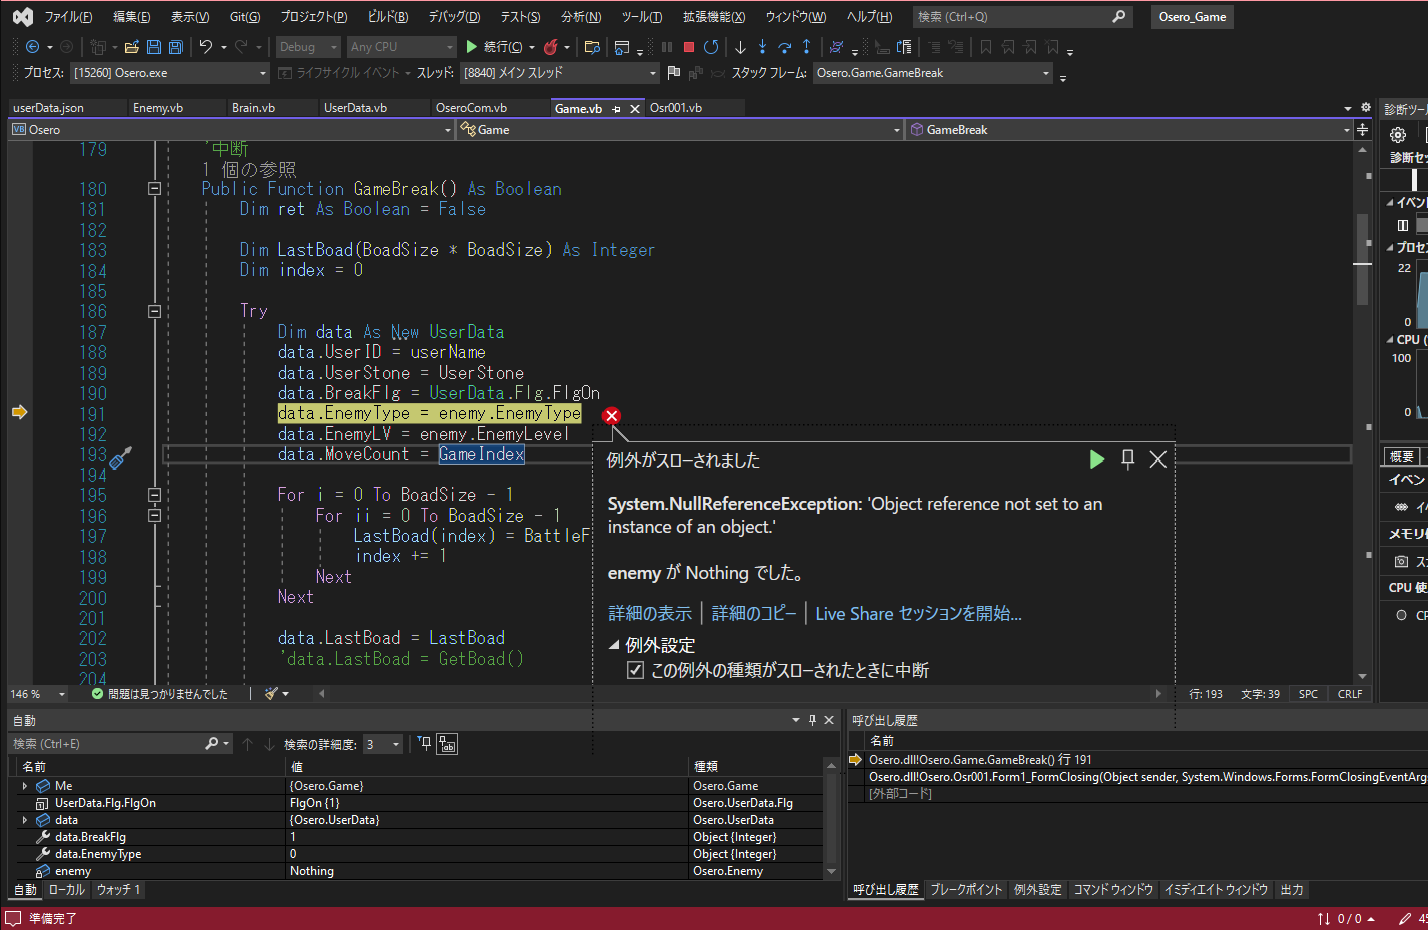 ファイル(F) 編集(E) 表示(V) Git(G) プロジェクト(P) ビルド(B) デバッグ(D) テスト(S) 分析(N) ツール(T) 拡張機能(X) ウィンドウ(W) ヘルプ(H) 検索 (Ctrl+Q) Osero_Game
Debug Any CPU 続行(C)
プロセス: [15260] Osero.exe ライフサイクル イベント スレッド: [8840] メイン スレッド スタック フレーム: Osero.Game.GameBreak
userData.json Enemy.vb Brain.vb UserData.vb OseroCom.vb Game.vb Osr001.vb
VB Osero Game GameBreak
179 '中断
1 個の参照
180 Public Function GameBreak() As Boolean
181 Dim ret As Boolean = False
182
183 Dim LastBoad(BoadSize * BoadSize) As Integer
184 Dim index = 0
185
186 Try
187 Dim data As New UserData
188 data.UserID = userName
189 data.UserStone = UserStone
190 data.BreakFlg = UserData.Flg.FlgOn
191 data.EnemyType = enemy.EnemyType
192 data.EnemyLV = enemy.EnemyLevel
193 data.MoveCount = GameIndex
194
195 For i = 0 To BoadSize - 1
196 For ii = 0 To BoadSize - 1
197 LastBoad(index) = BattleF
198 index += 1
199 Next
200 Next
201
202 data.LastBoad = LastBoad
203 'data.LastBoad = GetBoad()
204
例外がスローされました
System.NullReferenceException: 'Object reference not set to an
instance of an object.'
enemy が Nothing でした。
詳細の表示 | 詳細のコピー | Live Share セッションを開始...
例外設定
この例外の種類がスローされたときに中断
146 % 問題は見つかりませんでした 行: 193 文字: 39 SPC CRLF
診断ツー
診断セッ
イベン
プロセ
22
0
CPU (
100
0
概要
イベン
イベ
メモリ
ス
CPU 使
CP
自動
検索 (Ctrl+E) 検索の詳細度: 3
名前 値 種類
Me {Osero.Game} Osero.Game
UserData.Flg.FlgOn FlgOn {1} Osero.UserData.Flg
data {Osero.UserData} Osero.UserData
data.BreakFlg 1 Object {Integer}
data.EnemyType 0 Object {Integer}
enemy Nothing Osero.Enemy
自動 ローカル ウォッチ 1
呼び出し履歴
名前
Osero.dll!Osero.Game.GameBreak() 行 191
Osero.dll!Osero.Osr001.Form1_FormClosing(Object sender, System.Windows.Forms.FormClosingEventArg
[外部コード]
呼び出し履歴 ブレークポイント 例外設定 コマンド ウィンドウ イミディエイト ウィンドウ 出力
準備完了 0 / 0 45